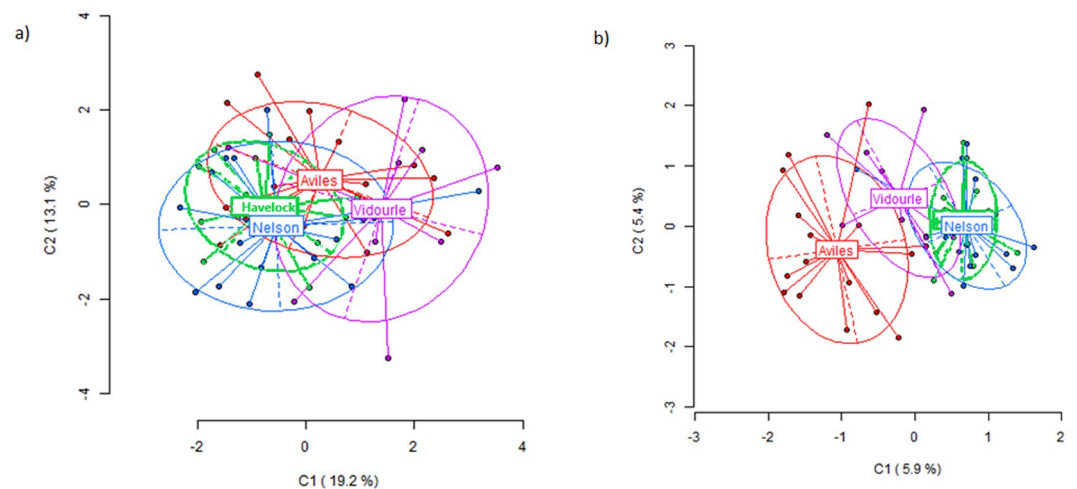 a)
4
2
0
-2
-4
C2 ( 13.1 %)
Aviles
Havelock
Vidourle
Nelson
-2
0
2
4
C1 ( 19.2 %)
b)
3
2
1
0
-1
-2
-3
C2 ( 5.4 %)
Vidourle
Nelson
Aviles
-3
-2
-1
0
1
2
C1 ( 5.9 %)